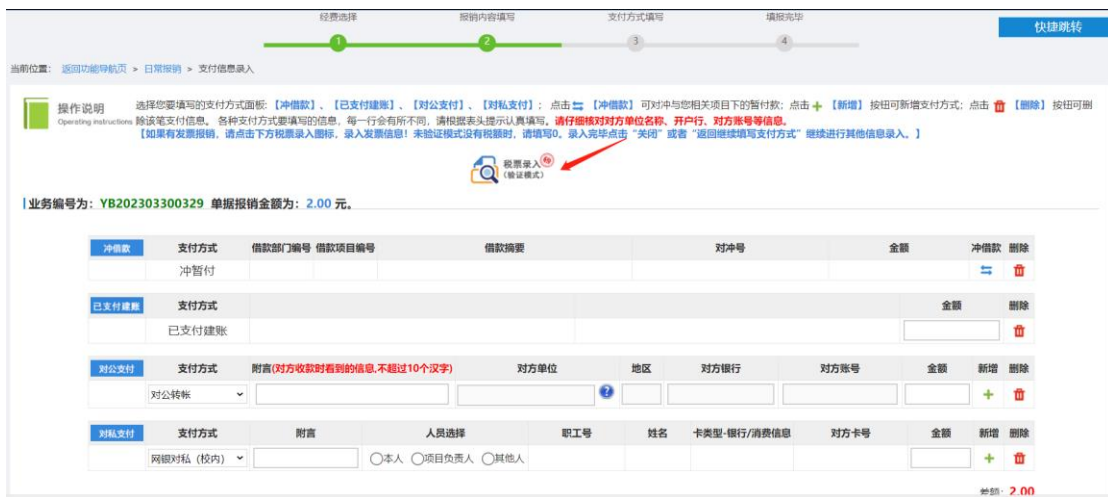 经费选择 报销内容填写 支付方式填写 填报完毕
快捷跳转
1 2 3 4
当前位置： 返回功能导航页 > 日常报销 > 支付信息录入
操作说明
Operating instructions
选择您要填写的支付方式面板:【冲借款】、【已支付建账】、【对公支付】、【对私支付】; 点击 【冲借款】可对冲与您相关项目下的暂付款; 点击 + 【新增】按钮可新增支付方式; 点击 【删除】按钮可删
除该笔支付信息。 各种支付方式要填写的信息，每一行会有所不同，请根据表头提示认真填写。请仔细核对对方单位名称、开户行、对方账号等信息。
【如果有发票报销，请点击下方税票录入图标，录入发票信息！未验证模式没有税额时，请填写0。录入完毕点击“关闭”或者“返回继续填写支付方式”继续进行其他信息录入。】
税票录入
(验证模式)
业务编号为: YB202303300329 单据报销金额为: 2.00 元。
冲借款 支付方式 借款部门编号 借款项目编号 借款摘要 对冲号 金额 冲借款 删除
冲暂付
已支付建账 支付方式 金额 删除
已支付建账
对公支付 支付方式 附言(对方收款时看到的信息,不超过10个汉字) 对方单位 地区 对方银行 对方账号 金额 新增 删除
对公转帐 ?
对私支付 支付方式 附言 人员选择 职工号 姓名 卡类型-银行/消费信息 对方卡号 金额 新增 删除
网银对私（校内） 本人 项目负责人 其他人
差额: 2.00